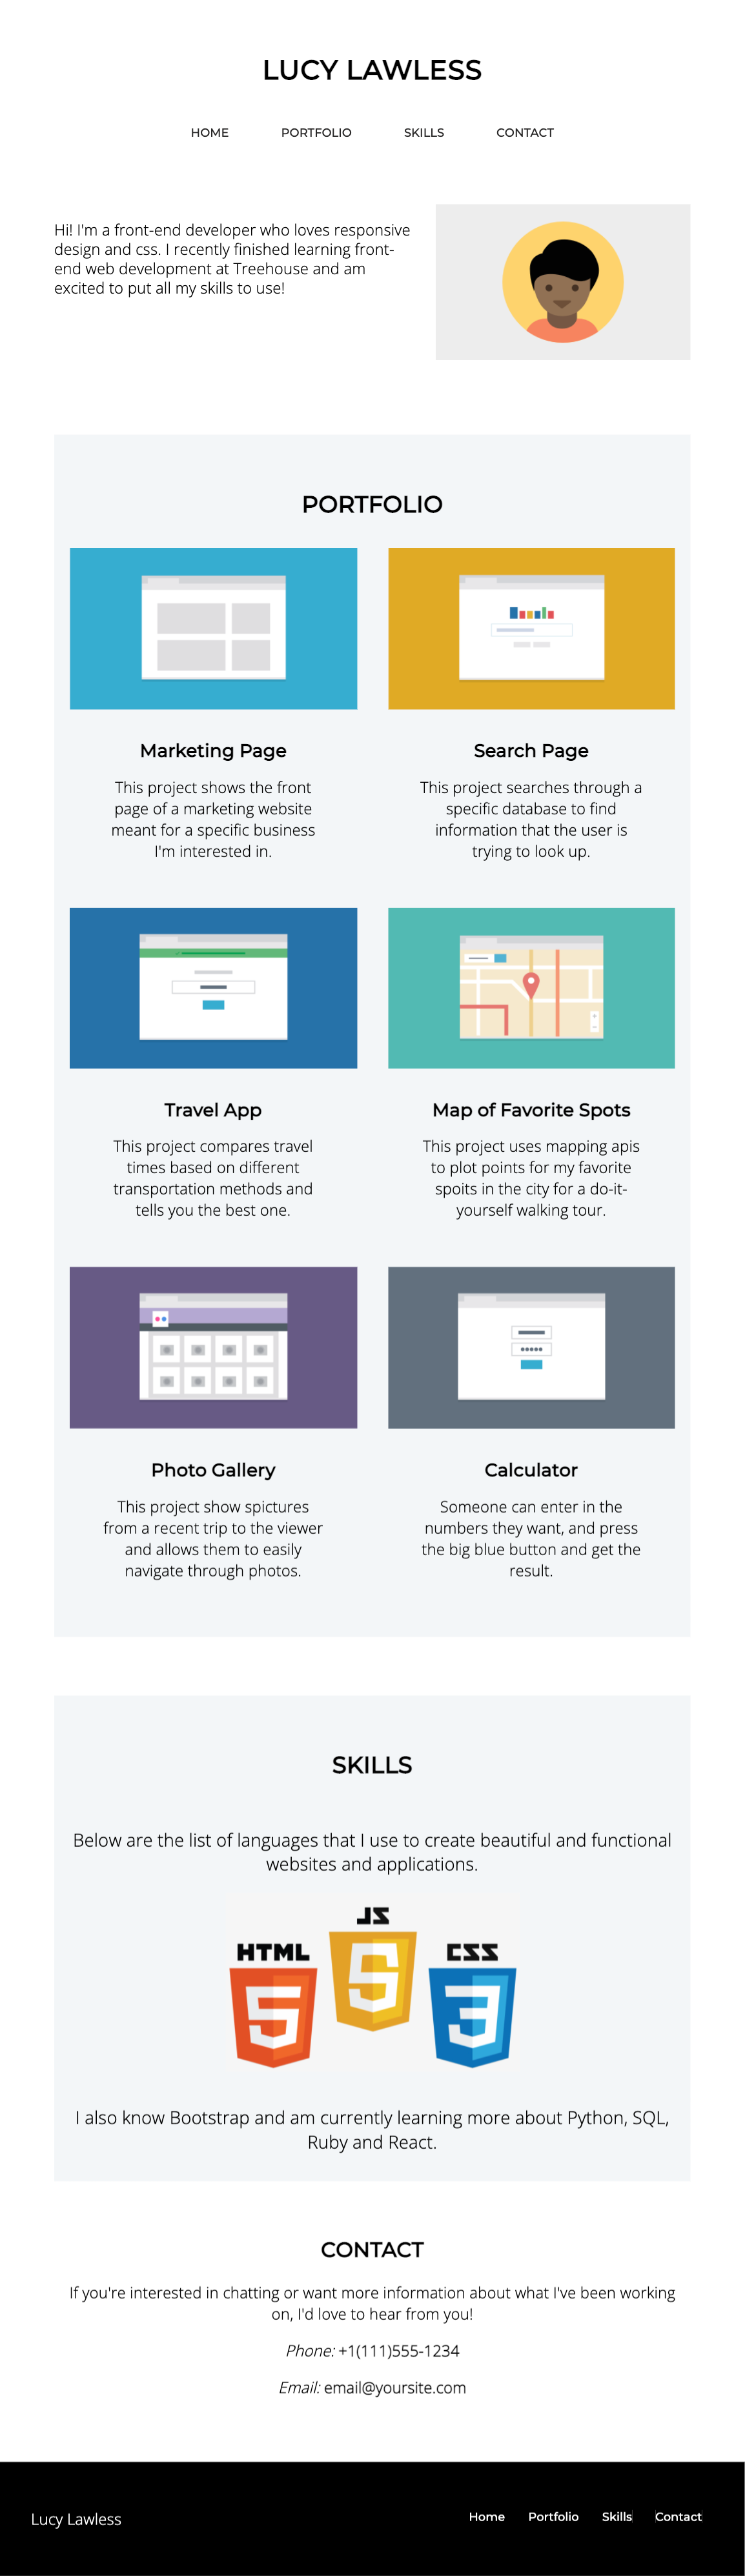 LUCY LAWLESS
HOME PORTFOLIO SKILLS CONTACT
Hi! I'm a front-end developer who loves responsive
design and css. I recently finished learning front-
end web development at Treehouse and am
excited to put all my skills to use!
PORTFOLIO
Marketing Page
This project shows the front
page of a marketing website
meant for a specific business
I'm interested in.
Search Page
This project searches through a
specific database to find
information that the user is
trying to look up.
Travel App
This project compares travel
times based on different
transportation methods and
tells you the best one.
Map of Favorite Spots
This project uses mapping apis
to plot points for my favorite
spoits in the city for a do-it-
yourself walking tour.
Photo Gallery
This project show spictures
from a recent trip to the viewer
and allows them to easily
navigate through photos.
Calculator
Someone can enter in the
numbers they want, and press
the big blue button and get the
result.
SKILLS
Below are the list of languages that I use to create beautiful and functional
websites and applications.
HTML JS CSS
5 5 3
I also know Bootstrap and am currently learning more about Python, SQL,
Ruby and React.
CONTACT
If you're interested in chatting or want more information about what I've been working
on, I'd love to hear from you!
Phone: +1(111)555-1234
Email: email@yoursite.com
Lucy Lawless Home Portfolio Skills Contact